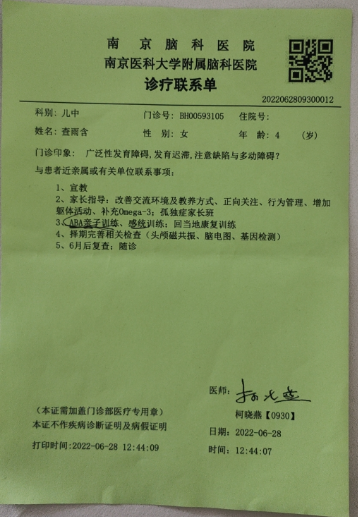 南京脑科医院
南京医科大学附属脑科医院
诊疗联系单
2022062809300012
科别: 儿中 门诊号: BH00593105 住院号:
姓名: 查雨含 性 别: 女 年 龄: 4 (岁)
门诊印象: 广泛性发育障碍,发育迟滞,注意缺陷与多动障碍?
与患者近亲属或有关单位联系事项:
1、宣教
2、家长指导: 改善交流环境及教养方式、正向关注、行为管理、增加
躯体活动、补充Omega-3; 孤独症家长班
3、ABA亲子训练、感统训练: 回当地康复训练
4、择期完善相关检查 (头颅磁共振、脑电图、基因检测)
5、6月后复查: 随诊
医师:
柯晓燕【0930】
(本证需加盖门诊部医疗专用章)
本证不作疾病诊断证明及病假证明
日期: 2022-06-28
打印时间:2022-06-28 12:44:09
时间: 12:44:07